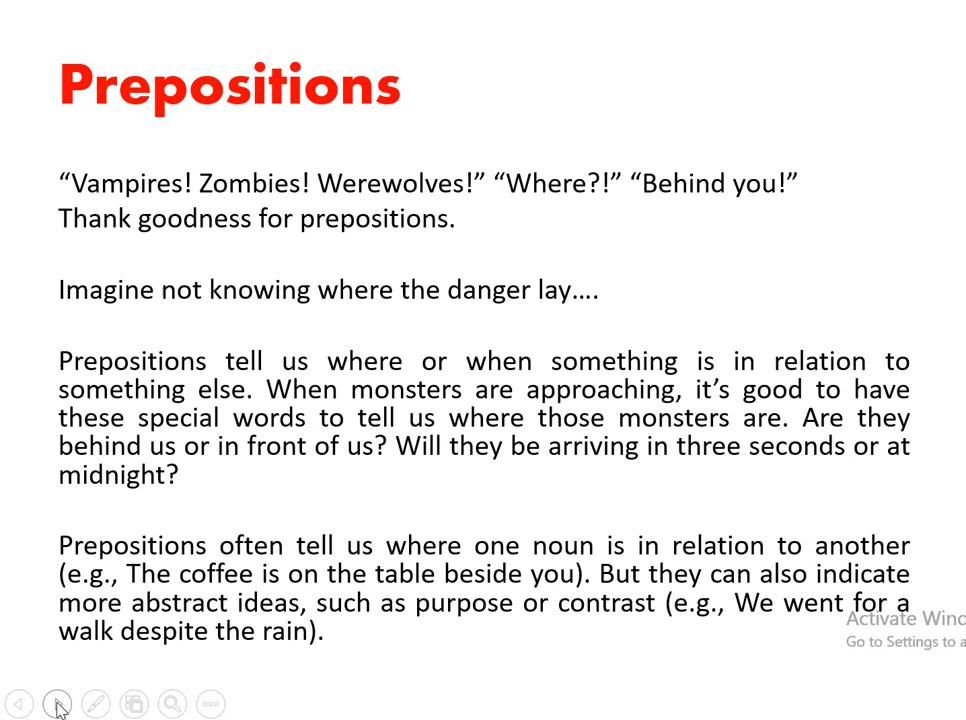 Prepositions
“Vampires! Zombies! Werewolves!” “Where?!” “Behind you!”
Thank goodness for prepositions.
Imagine not knowing where the danger lay….
Prepositions tell us where or when something is in relation to
something else. When monsters are approaching, it’s good to have
these special words to tell us where those monsters are. Are they
behind us or in front of us? Will they be arriving in three seconds or at
midnight?
Prepositions often tell us where one noun is in relation to another
(e.g., The coffee is on the table beside you). But they can also indicate
more abstract ideas, such as purpose or contrast (e.g., We went for a
walk despite the rain).
Activate Wind
Go to Settings to a